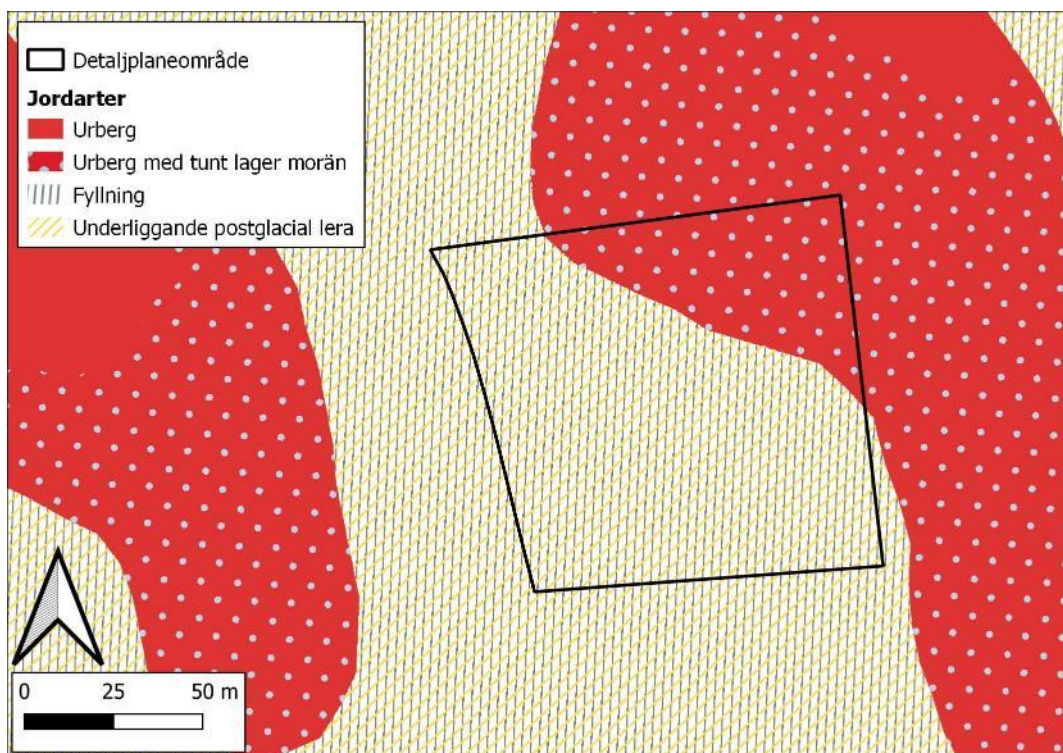 Detaljplaneområde
Jordarter
Urberg
Urberg med tunt lager morän
Fyllning
Underliggande postglacial lera
0 25 50 m